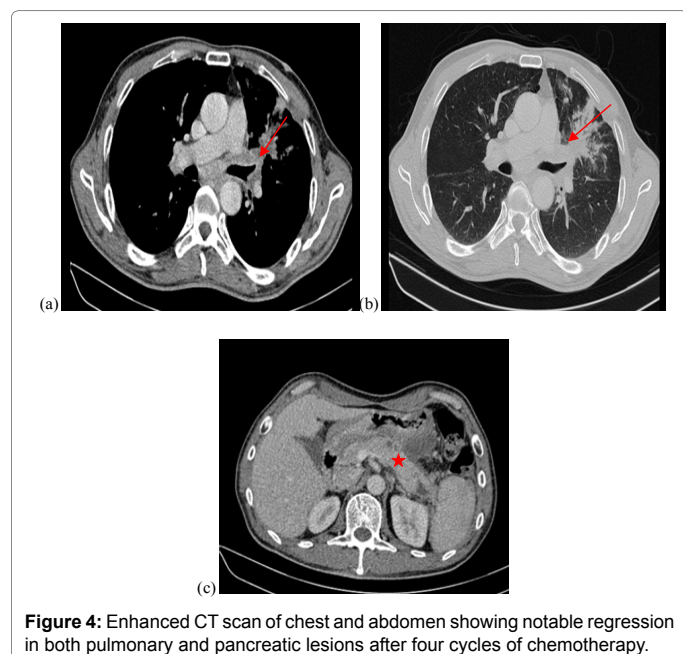 (a)
(b)
(c)
Figure 4: Enhanced CT scan of chest and abdomen showing notable regression
in both pulmonary and pancreatic lesions after four cycles of chemotherapy.